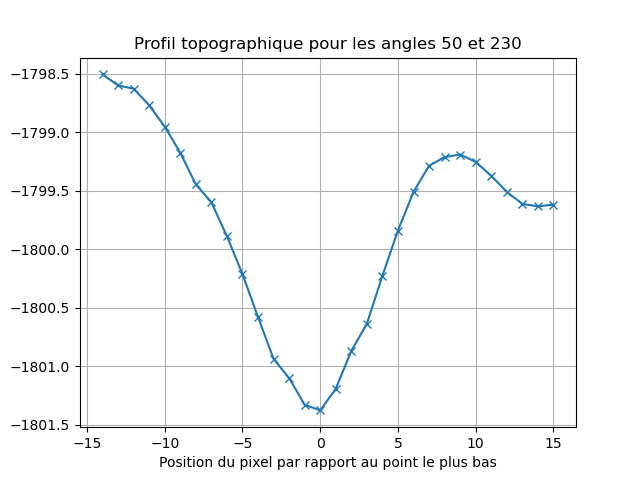 Profil topographique pour les angles 50 et 230
−1798.5
−1799.0
−1799.5
−1800.0
−1800.5
−1801.0
−1801.5
−15 −10 −5 0 5 10 15
Position du pixel par rapport au point le plus bas